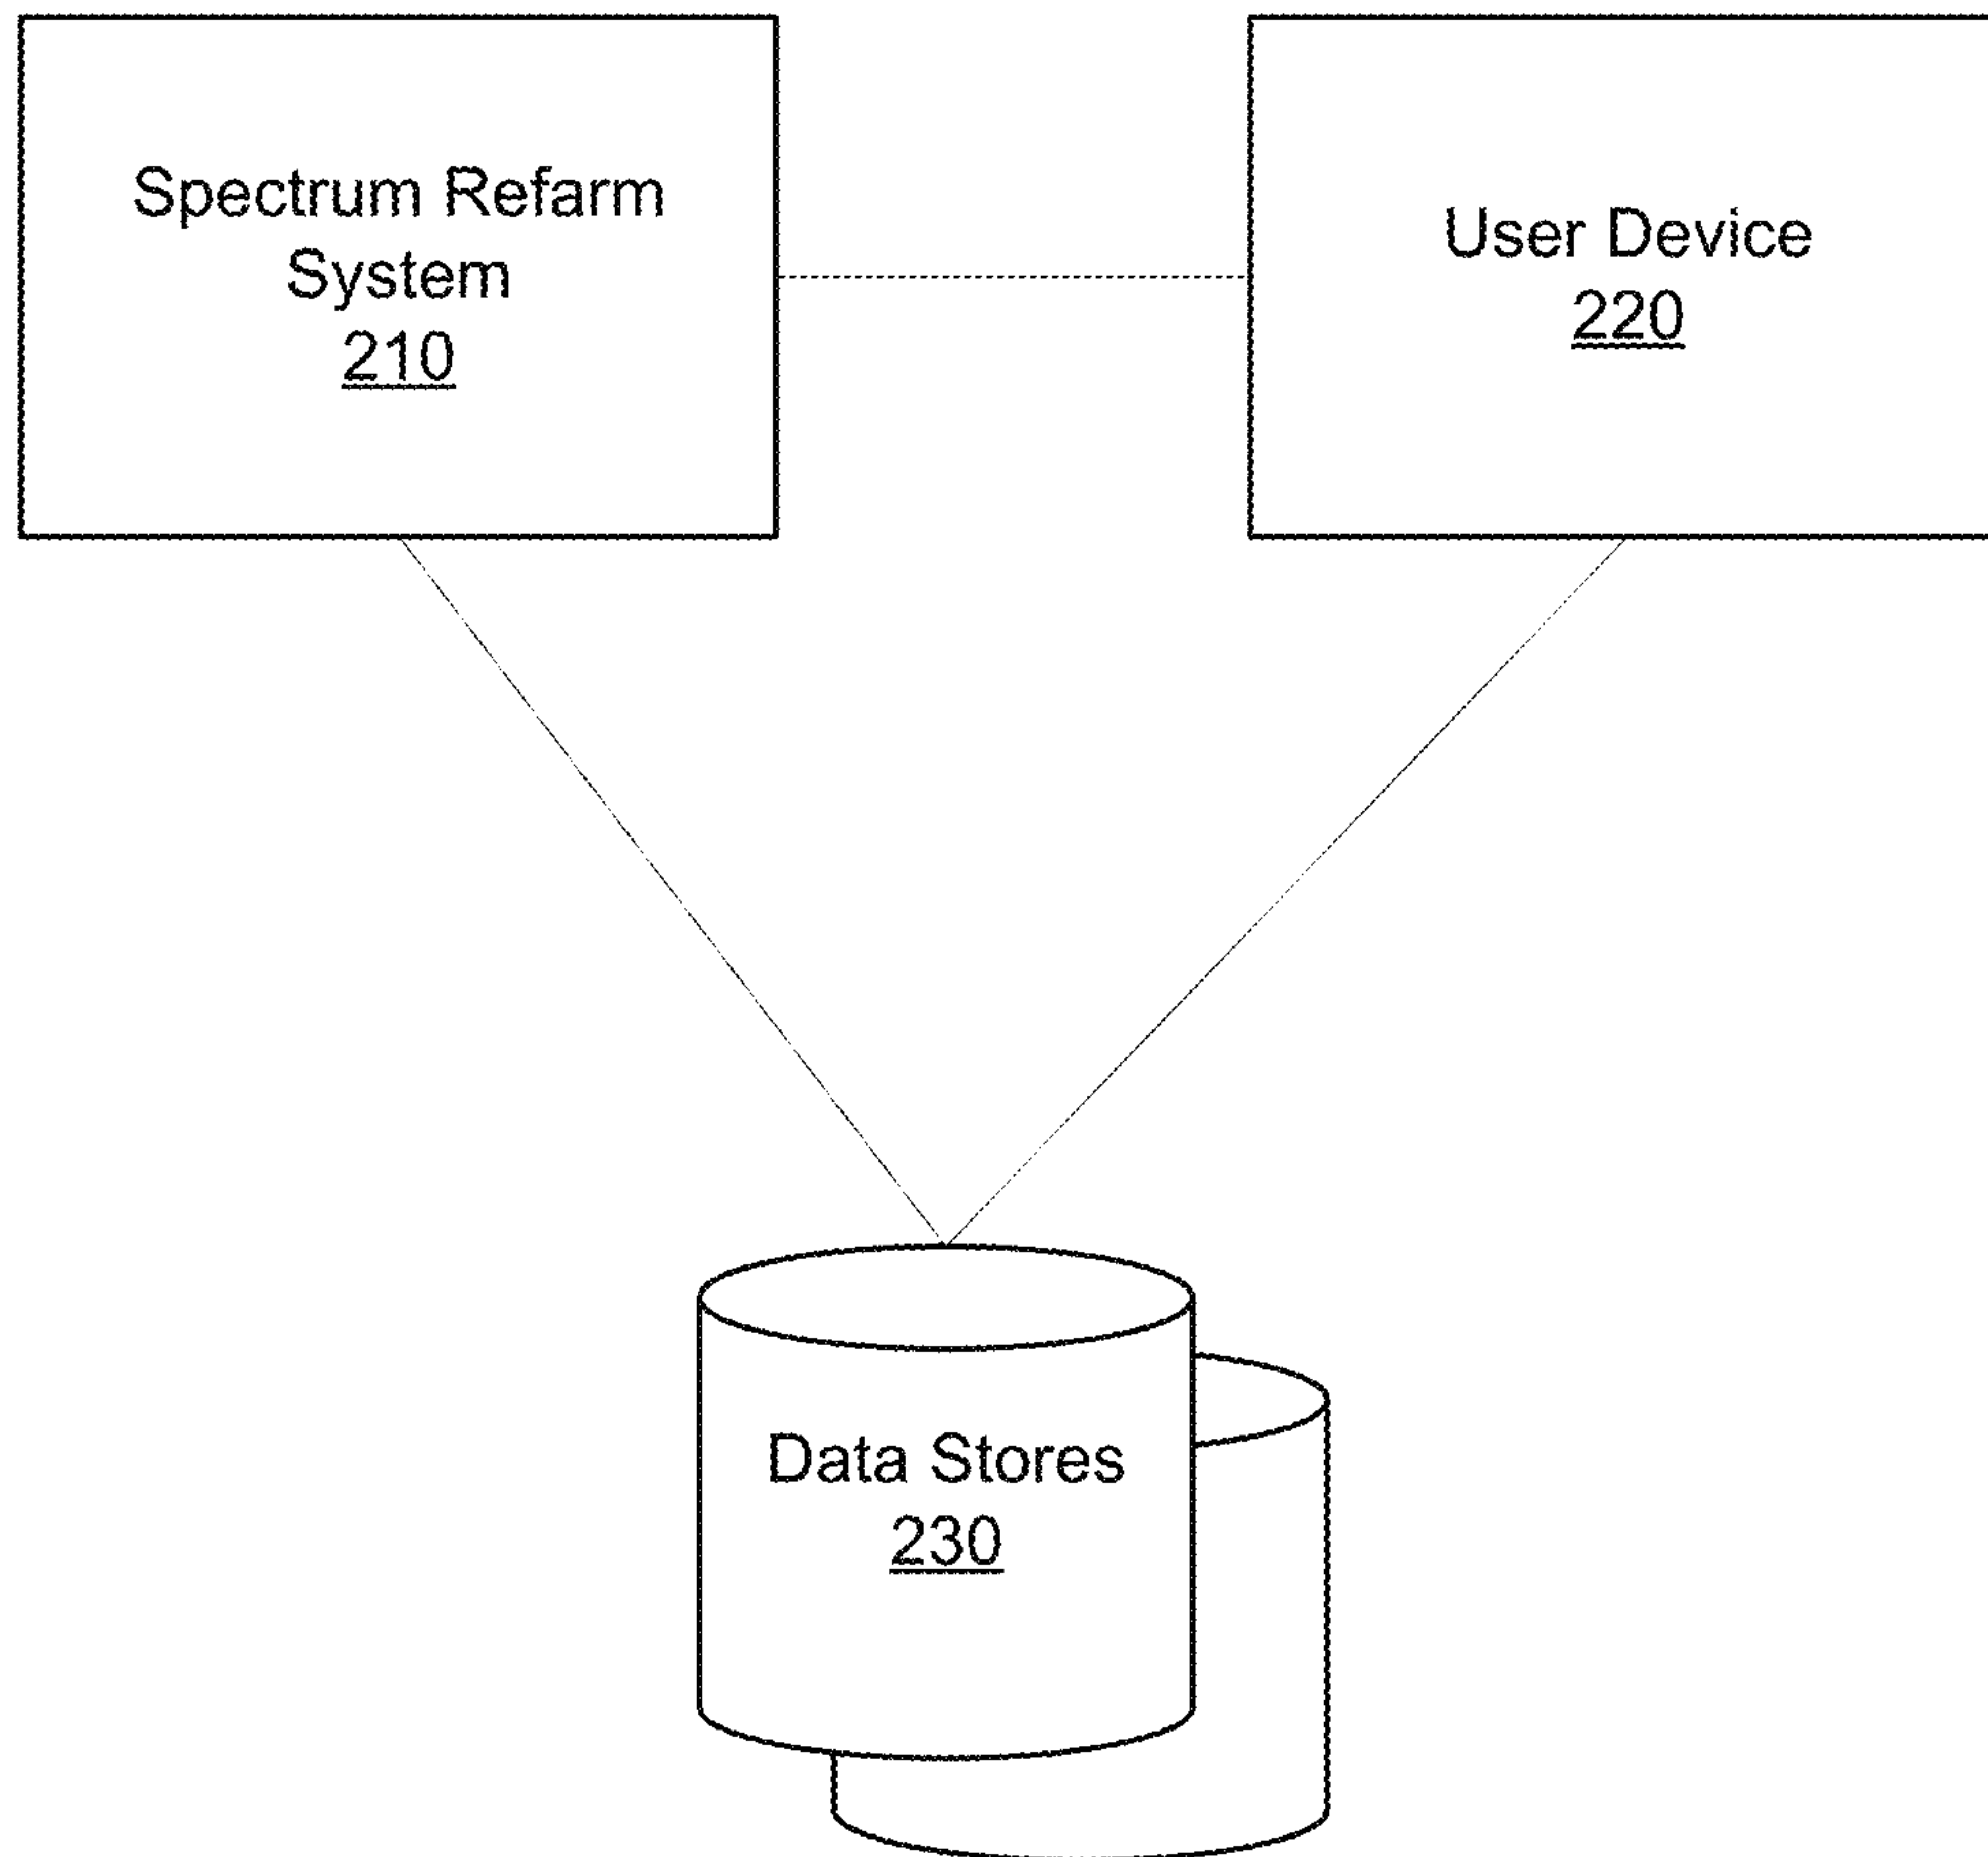 Spectrum Refarm
System
210
User Device
220
Data Stores
230